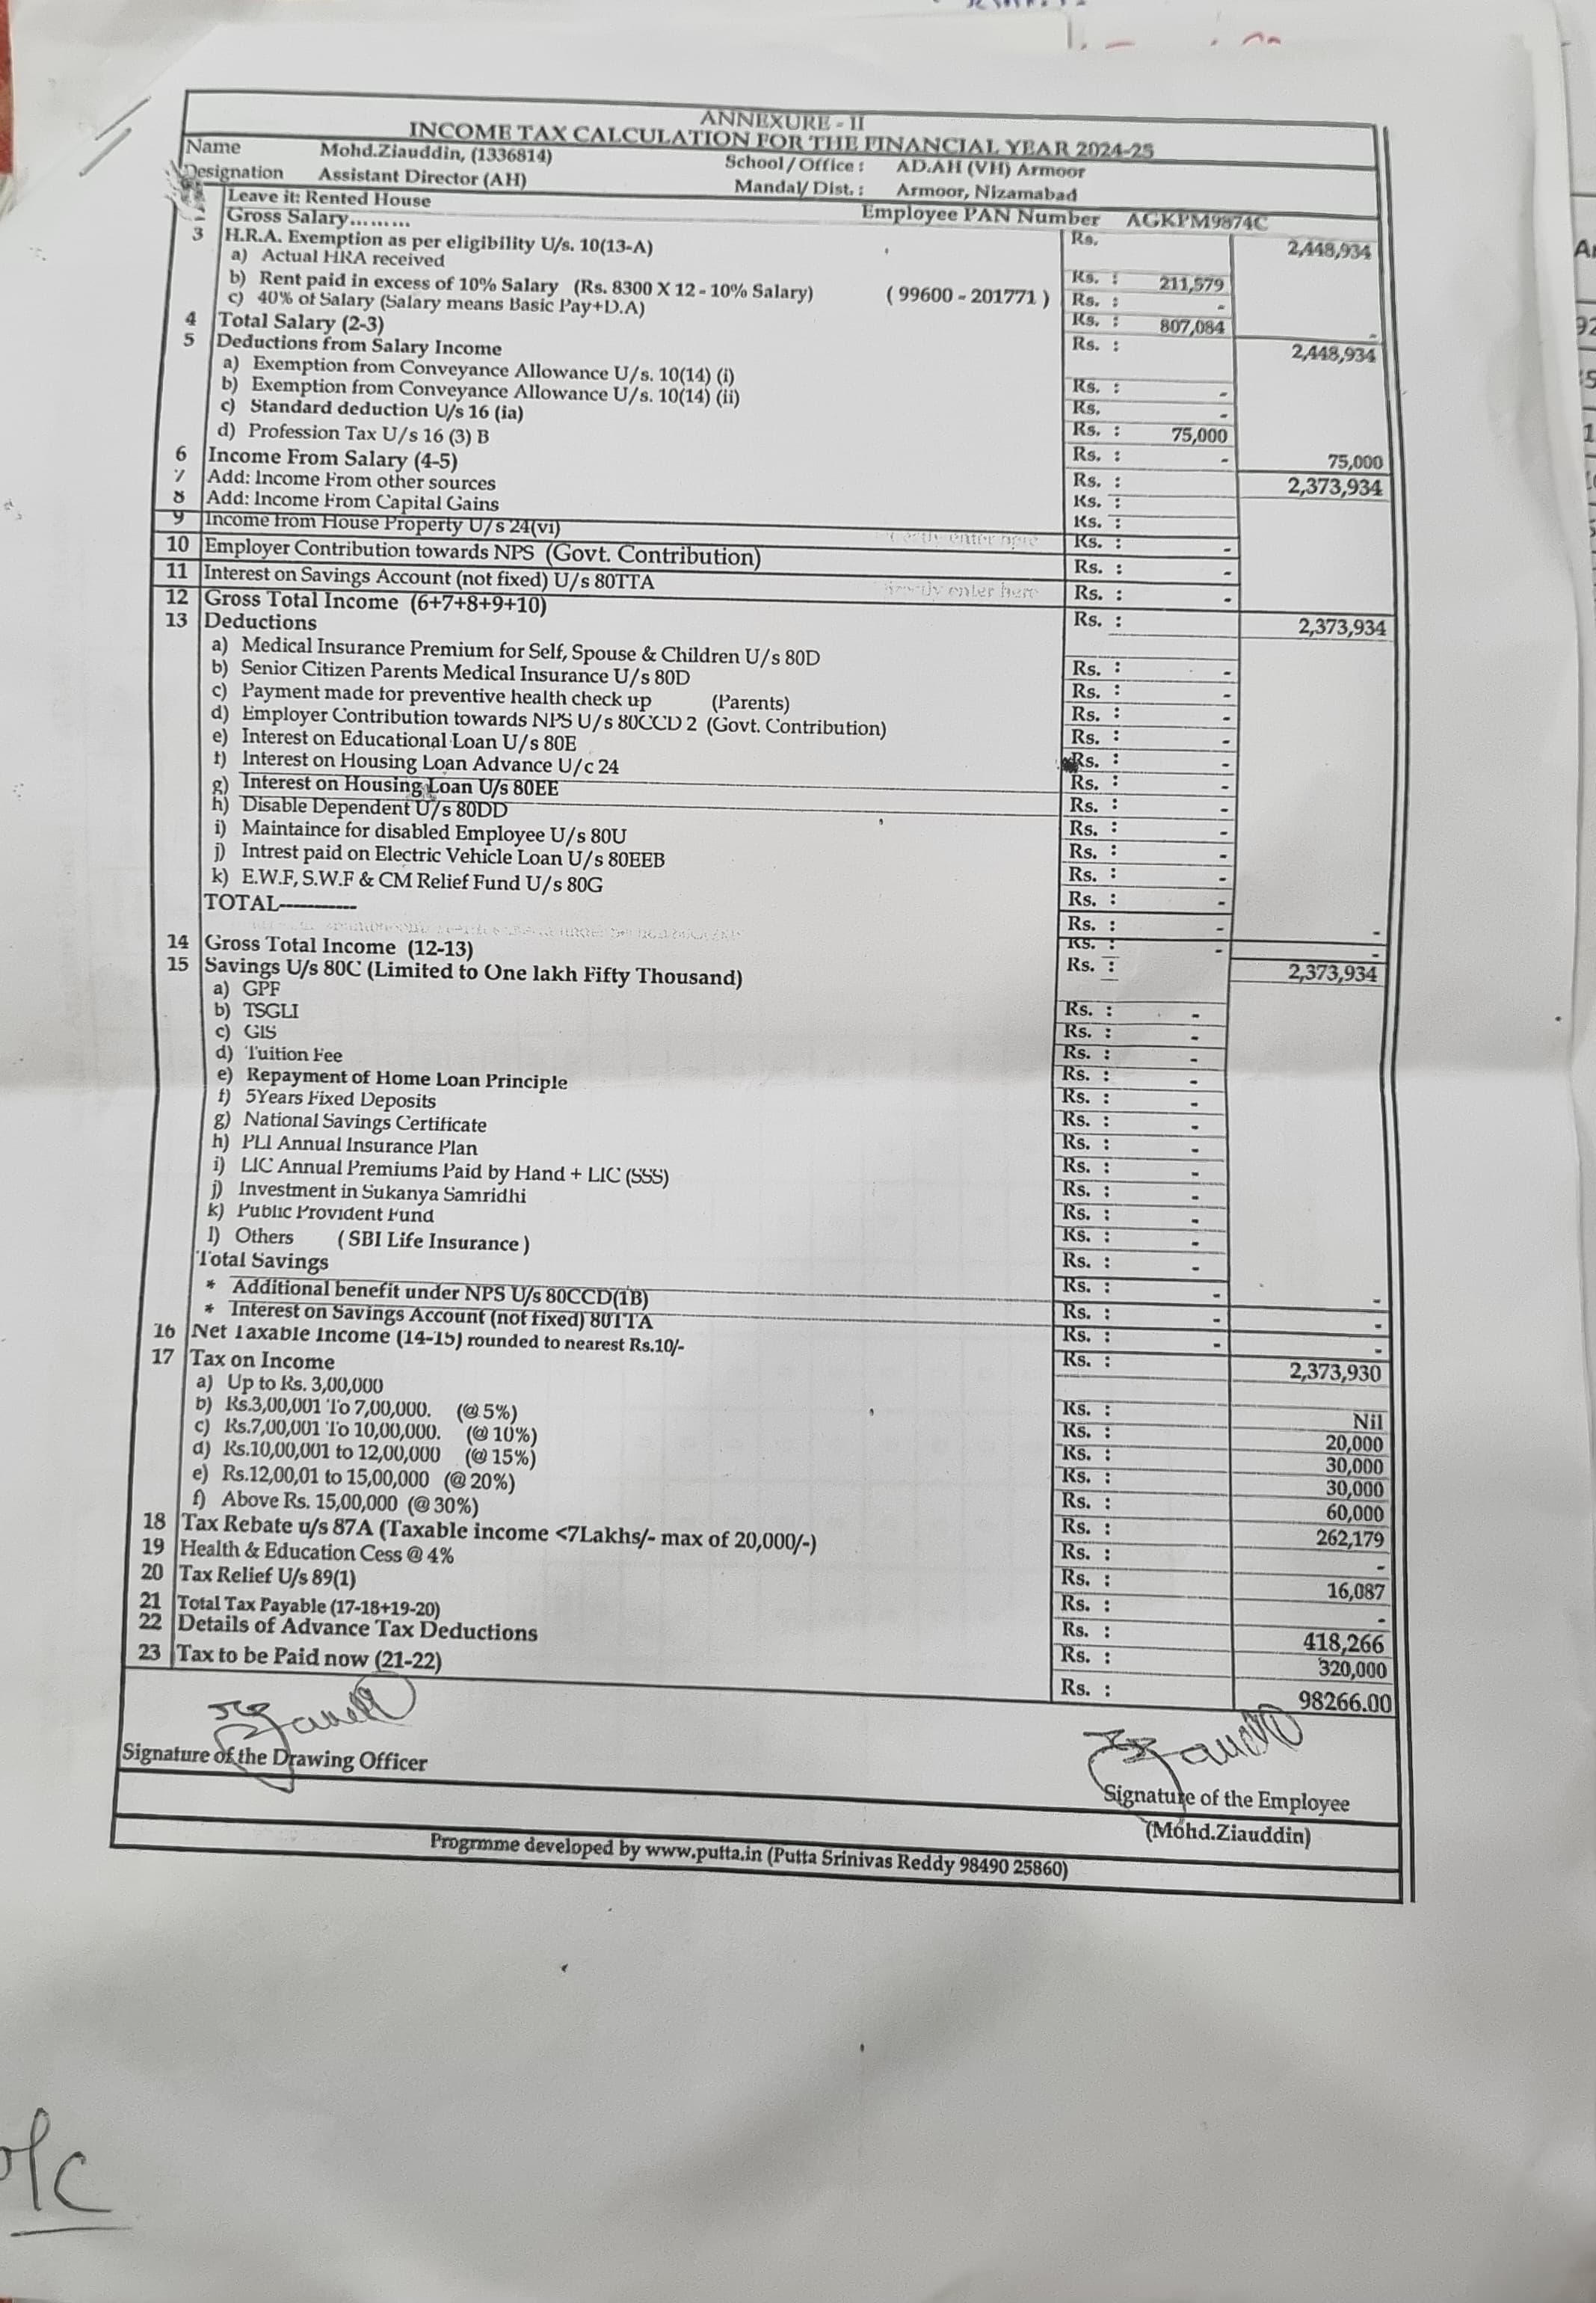 ANNEXURE - II
INCOME TAX CALCULATION FOR THE FINANCIAL YEAR 2024-25
Name Mohd.Ziauddin, (1336814) School/Office : AD.AH (VH) Armoor
Designation Assistant Director (AH) Mandal/ Dist. : Armoor, Nizamabad
Leave it: Rented House Employee PAN Number AGKPM9874C
Gross Salary......... Rs. 2,448,934
3 H.R.A. Exemption as per eligibility U/s. 10(13-A)
a) Actual HRA received Rs. : 211,579
b) Rent paid in excess of 10% Salary (Rs. 8300 X 12 - 10% Salary) ( 99600 - 201771 ) Rs. : -
c) 40% of Salary (Salary means Basic Pay+D.A) Rs. : 807,084 -
4 Total Salary (2-3) Rs. : 2,448,934
5 Deductions from Salary Income
a) Exemption from Conveyance Allowance U/s. 10(14) (i) Rs. : -
b) Exemption from Conveyance Allowance U/s. 10(14) (ii) Rs. -
c) Standard deduction U/s 16 (ia) Rs. : 75,000
d) Profession Tax U/s 16 (3) B Rs. : - 75,000
6 Income From Salary (4-5) Rs. : 2,373,934
7 Add: Income From other sources Rs. :
8 Add: Income From Capital Gains Rs. :
9 Income from House Property U/s 24(vi) enter here Rs. : -
10 Employer Contribution towards NPS (Govt. Contribution) Rs. : -
11 Interest on Savings Account (not fixed) U/s 80TTA enter here Rs. : -
12 Gross Total Income (6+7+8+9+10) Rs. : 2,373,934
13 Deductions
a) Medical Insurance Premium for Self, Spouse & Children U/s 80D Rs. : -
b) Senior Citizen Parents Medical Insurance U/s 80D Rs. : -
c) Payment made for preventive health check up (Parents) Rs. : -
d) Employer Contribution towards NPS U/s 80CCD 2 (Govt. Contribution) Rs. : -
e) Interest on Educational Loan U/s 80E Rs. : -
f) Interest on Housing Loan Advance U/c 24 Rs. : -
g) Interest on Housing Loan U/s 80EE Rs. : -
h) Disable Dependent U/s 80DD Rs. : -
i) Maintaince for disabled Employee U/s 80U Rs. : -
j) Intrest paid on Electric Vehicle Loan U/s 80EEB Rs. : -
k) E.W.F, S.W.F & CM Relief Fund U/s 80G Rs. : -
TOTAL----------- Rs. : - -
Rs. : - -
14 Gross Total Income (12-13) Rs. : 2,373,934
15 Savings U/s 80C (Limited to One lakh Fifty Thousand)
a) GPF Rs. : -
b) TSGLI Rs. : -
c) GIS Rs. : -
d) Tuition Fee Rs. : -
e) Repayment of Home Loan Principle Rs. : -
f) 5Years Fixed Deposits Rs. : -
g) National Savings Certificate Rs. : -
h) PLI Annual Insurance Plan Rs. : -
i) LIC Annual Premiums Paid by Hand + LIC (SSS) Rs. : -
j) Investment in Sukanya Samridhi Rs. : -
k) Public Provident Fund Rs. : -
l) Others ( SBI Life Insurance ) Rs. : -
Total Savings Rs. : - -
* Additional benefit under NPS U/s 80CCD(1B) Rs. : - -
* Interest on Savings Account (not fixed) 80TTA Rs. : - -
16 Net Taxable Income (14-15) rounded to nearest Rs.10/- Rs. : 2,373,930
17 Tax on Income
a) Up to Rs. 3,00,000 Rs. : Nil
b) Rs.3,00,001 To 7,00,000. (@ 5%) Rs. : 20,000
c) Rs.7,00,001 To 10,00,000. (@ 10%) Rs. : 30,000
d) Rs.10,00,001 to 12,00,000 (@ 15%) Rs. : 30,000
e) Rs.12,00,01 to 15,00,000 (@ 20%) Rs. : 60,000
f) Above Rs. 15,00,000 (@ 30%) Rs. : 262,179
18 Tax Rebate u/s 87A (Taxable income <7Lakhs/- max of 20,000/-) Rs. : -
19 Health & Education Cess @ 4% Rs. : 16,087
20 Tax Relief U/s 89(1) Rs. : -
21 Total Tax Payable (17-18+19-20) Rs. : 418,266
22 Details of Advance Tax Deductions Rs. : 320,000
23 Tax to be Paid now (21-22) Rs. : 98266.00
Signature of the Drawing Officer
Signature of the Employee
(Mohd.Ziauddin)
Progrmme developed by www.putta.in (Putta Srinivas Reddy 98490 25860)
o/c